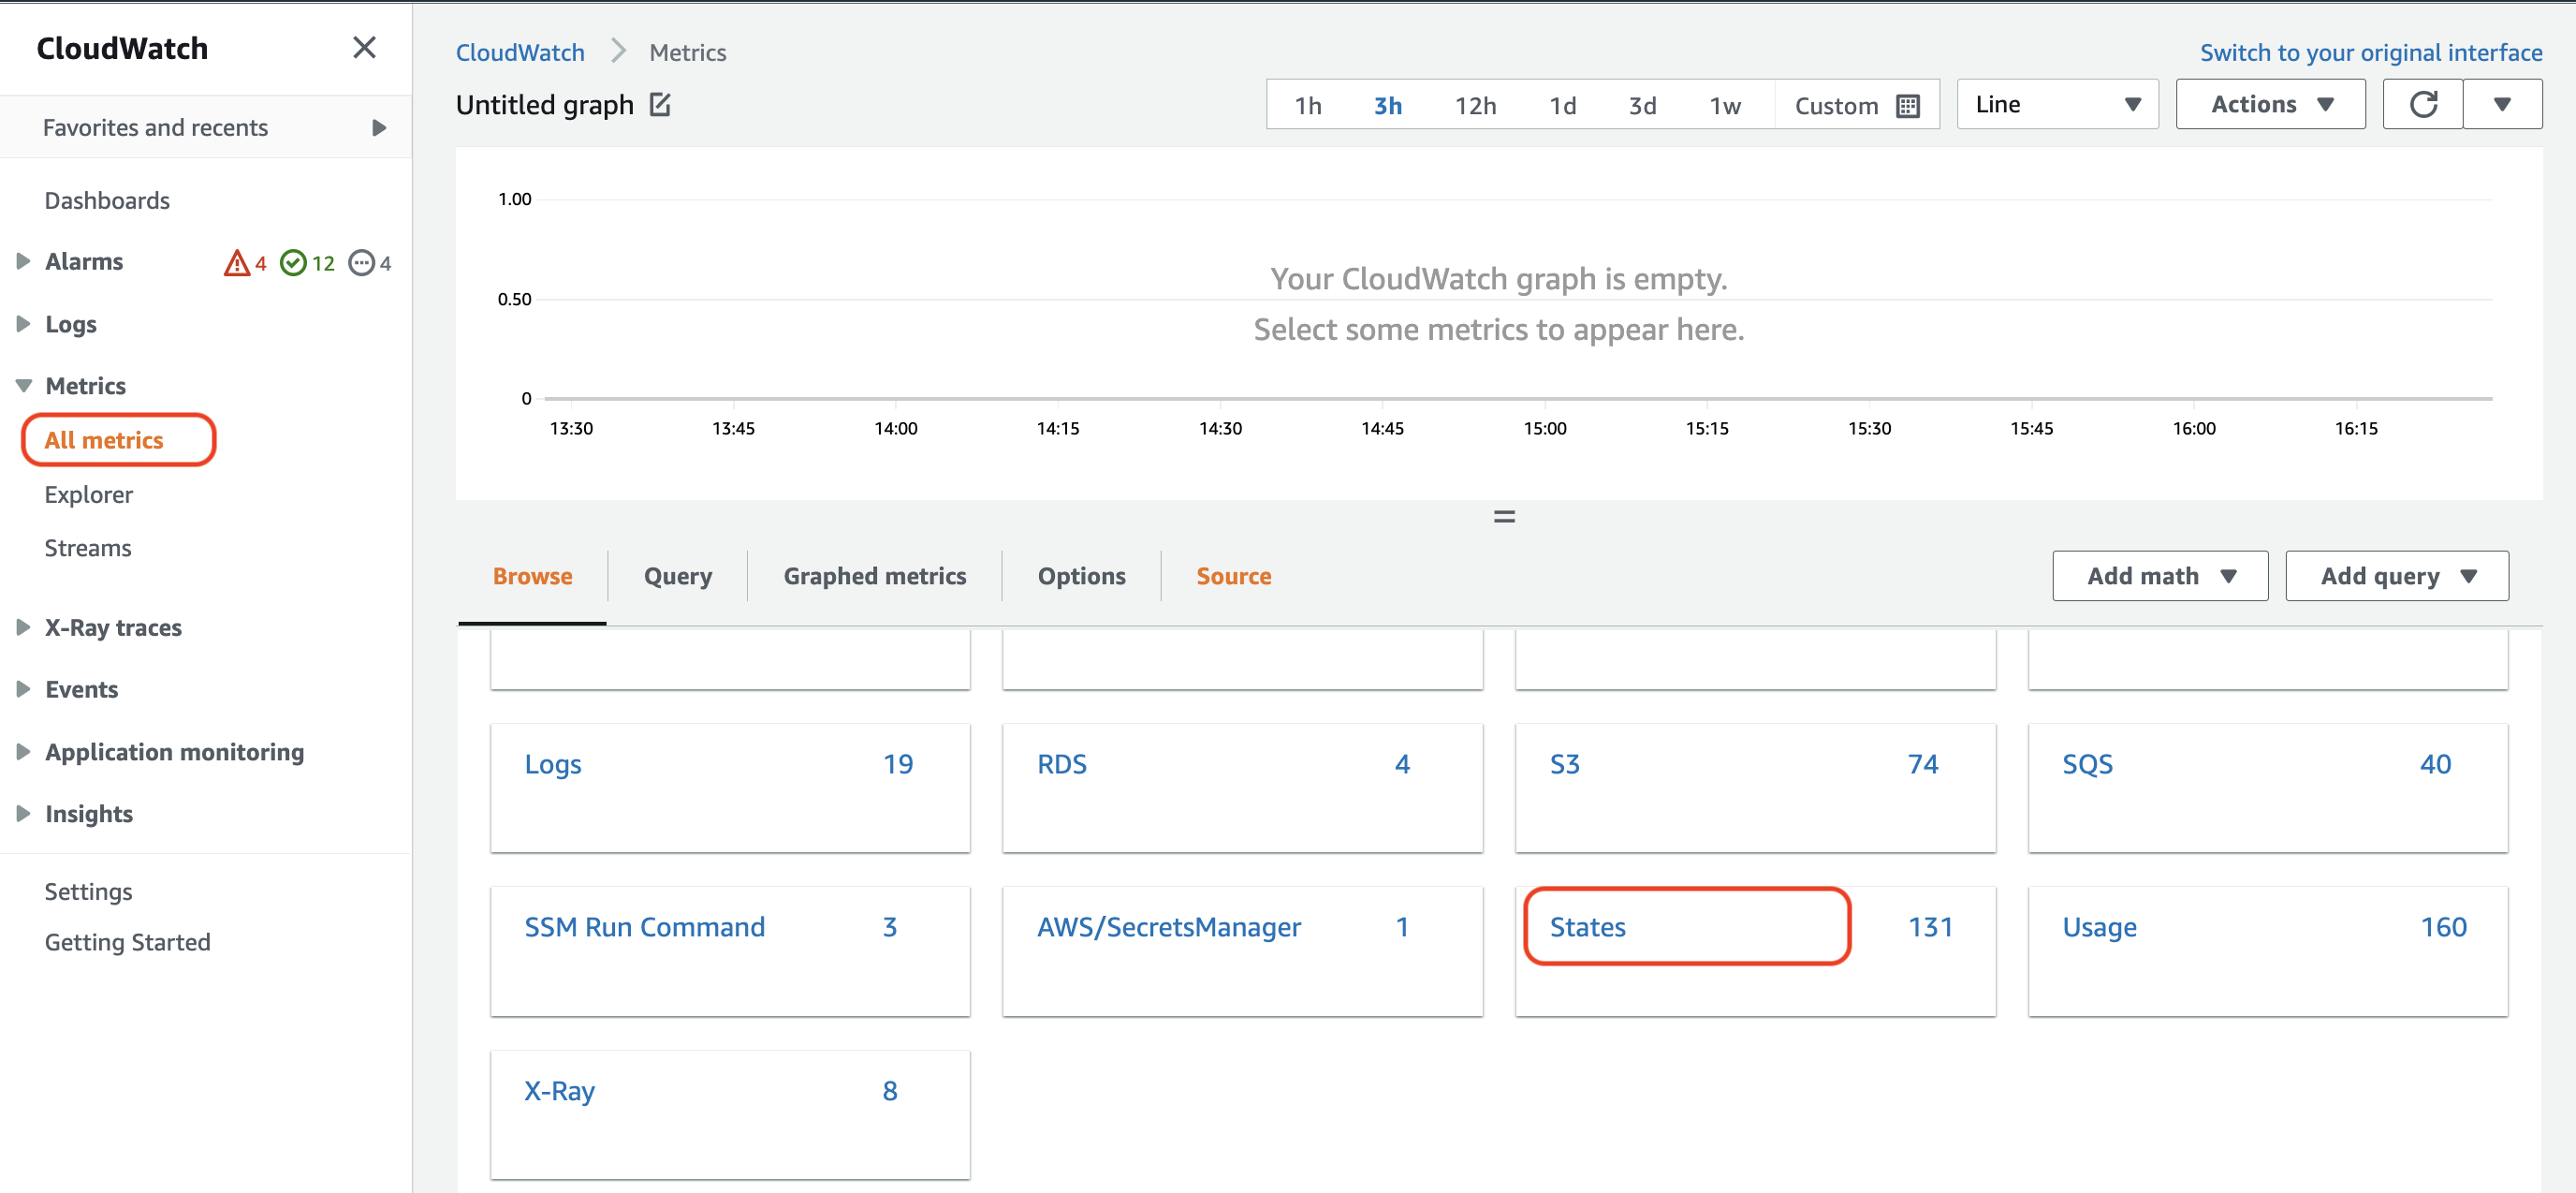 CloudWatch
Favorites and recents
Dashboards
Alarms 4 12 4
Logs
Metrics
All metrics
Explorer
Streams
X-Ray traces
Events
Application monitoring
Insights
Settings
Getting Started
CloudWatch Metrics
Switch to your original interface
Untitled graph
1h 3h 12h 1d 3d 1w Custom Line Actions
1.00
Your CloudWatch graph is empty.
0.50
Select some metrics to appear here.
0
13:30 13:45 14:00 14:15 14:30 14:45 15:00 15:15 15:30 15:45 16:00 16:15
Browse Query Graphed metrics Options Source Add math Add query
Logs 19 RDS 4 S3 74 SQS 40
SSM Run Command 3 AWS/SecretsManager 1 States 131 Usage 160
X-Ray 8